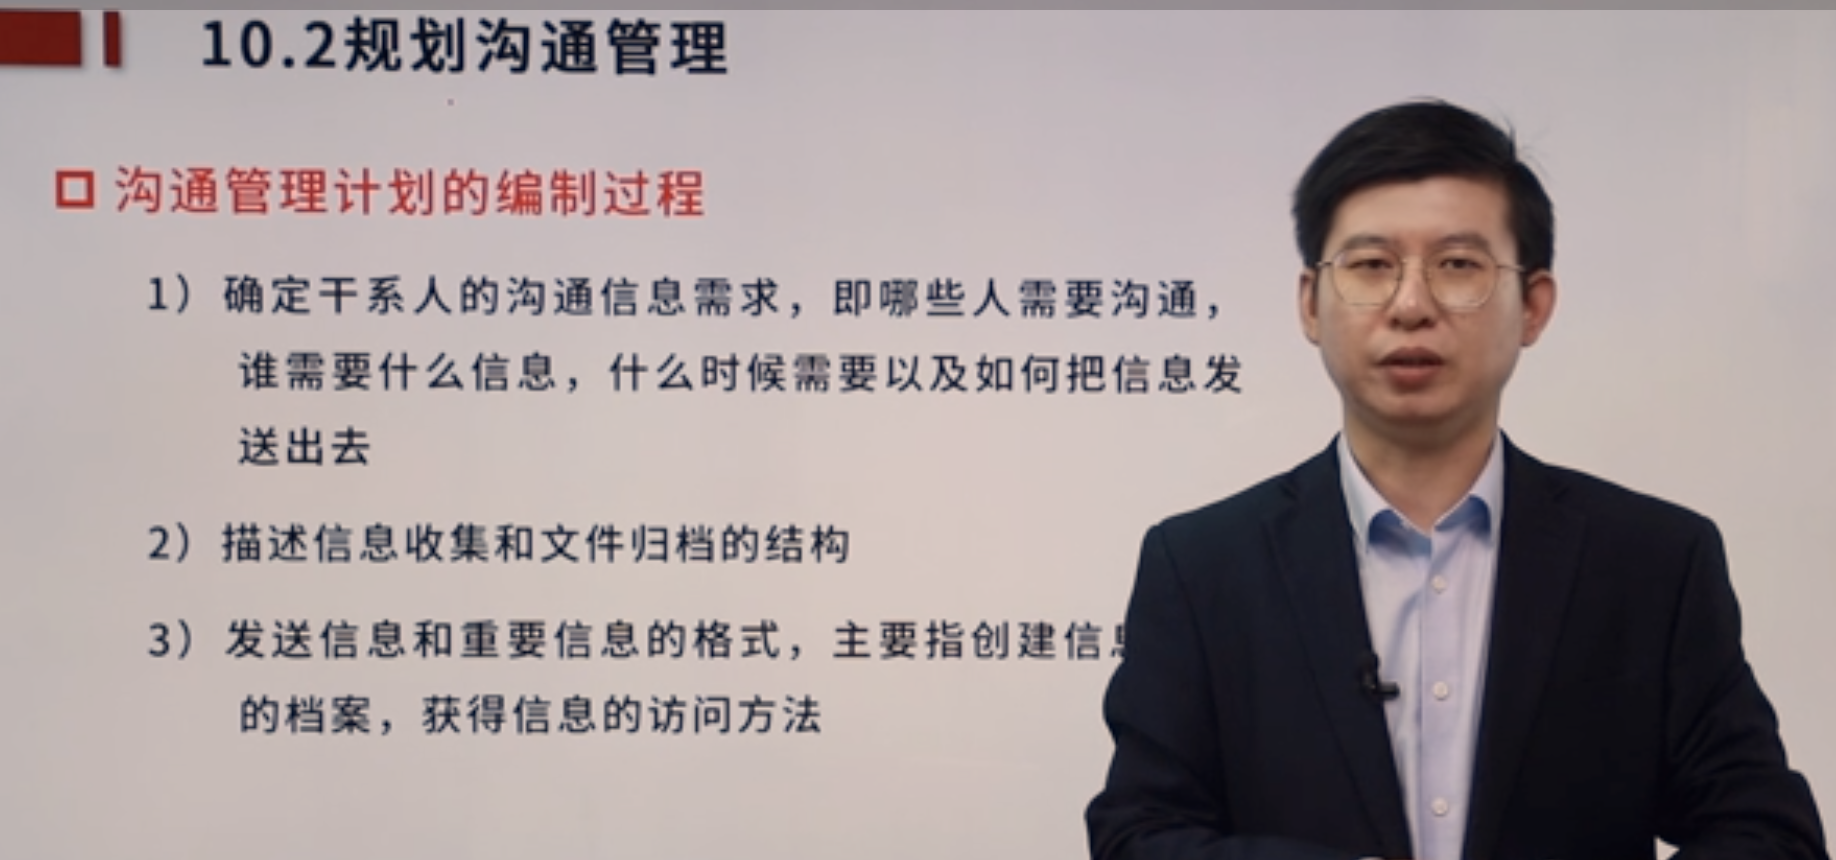 10.2规划沟通管理
沟通管理计划的编制过程
1）确定干系人的沟通信息需求，即哪些人需要沟通，
谁需要什么信息，什么时候需要以及如何把信息发
送出去
2）描述信息收集和文件归档的结构
3）发送信息和重要信息的格式，主要指创建信息
的档案，获得信息的访问方法